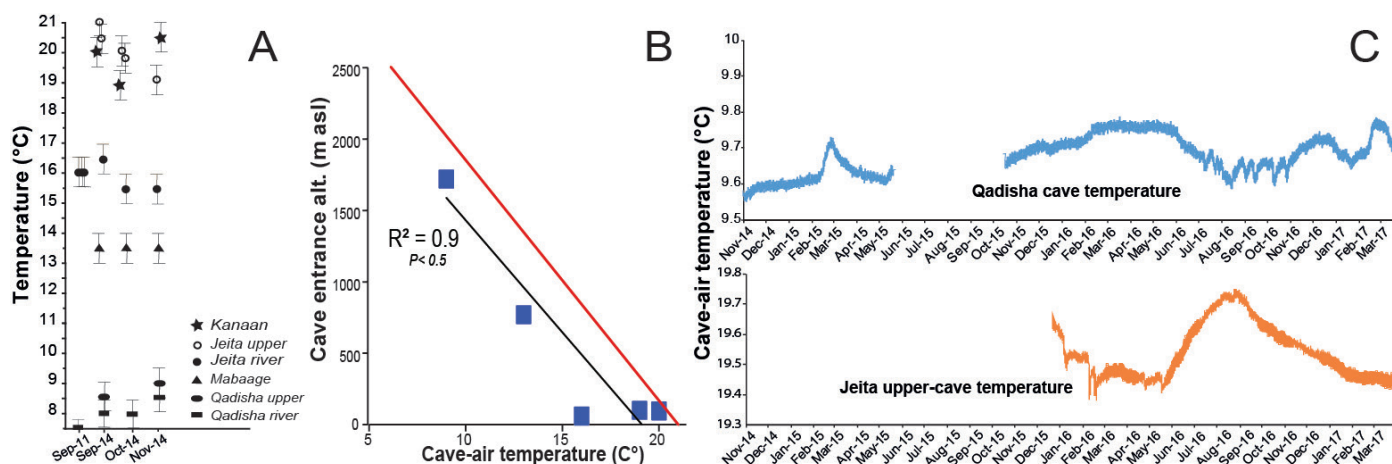 A
Temperature (°C)
21
20
19
18
17
16
15
14
13
12
11
10
9
8
Kanaan
Jeita upper
Jeita river
Mabaage
Qadisha upper
Qadisha river
Sep-11
Sep-14
Oct-14
Nov-14
B
Cave entrance alt. (m asl)
2500
2000
1500
1000
500
0
R² = 0.9
P< 0.5
5
10
15
20
Cave-air temperature (C°)
C
Cave-air temperature (°C)
10
9.9
9.8
9.7
9.6
9.5
Qadisha cave temperature
Nov-14
Dec-14
Jan-15
Feb-15
Mar-15
Apr-15
May-15
Jun-15
Jul-15
Aug-15
Sep-15
Oct-15
Nov-15
Dec-15
Jan-16
Feb-16
Mar-16
Apr-16
May-16
Jun-16
Jul-16
Aug-16
Sep-16
Oct-16
Nov-16
Dec-16
Jan-17
Feb-17
Mar-17
19.8
19.7
19.6
19.5
19.4
19.3
Jeita upper-cave temperature
Nov-14
Dec-14
Jan-15
Feb-15
Mar-15
Apr-15
May-15
Jun-15
Jul-15
Aug-15
Sep-15
Oct-15
Nov-15
Dec-15
Jan-16
Feb-16
Mar-16
Apr-16
May-16
Jun-16
Jul-16
Aug-16
Sep-16
Oct-16
Nov-16
Dec-16
Jan-17
Feb-17
Mar-17